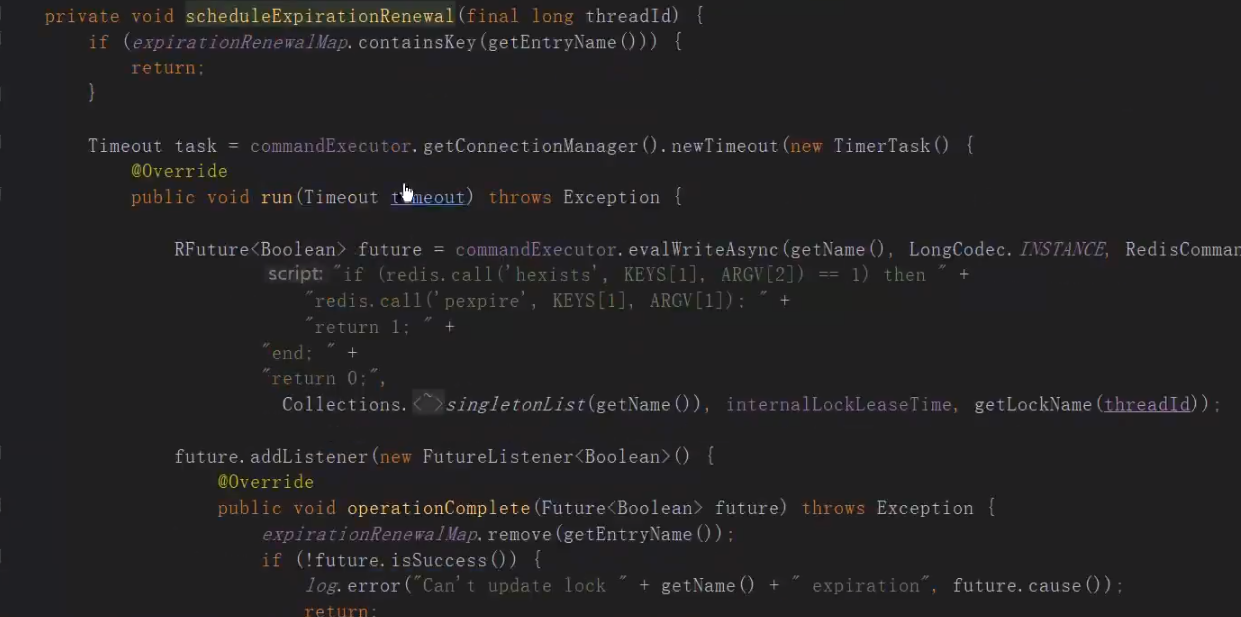 private void scheduleExpirationRenewal(final long threadId) {
if (expirationRenewalMap.containsKey(getEntryName())) {
return;
}
Timeout task = commandExecutor.getConnectionManager().newTimeout(new TimerTask() {
@Override
public void run(Timeout timeout) throws Exception {
RFuture<Boolean> future = commandExecutor.evalWriteAsync(getName(), LongCodec.INSTANCE, RedisComman
script: "if (redis.call('hexists', KEYS[1], ARGV[2]) == 1) then " +
"redis.call('pexpire', KEYS[1], ARGV[1]); " +
"return 1; " +
"end; " +
"return 0;",
Collections.<~>singletonList(getName()), internalLockLeaseTime, getLockName(threadId));
future.addListener(new FutureListener<Boolean>() {
@Override
public void operationComplete(Future<Boolean> future) throws Exception {
expirationRenewalMap.remove(getEntryName());
if (!future.isSuccess()) {
log.error("Can't update lock " + getName() + " expiration", future.cause());
return;